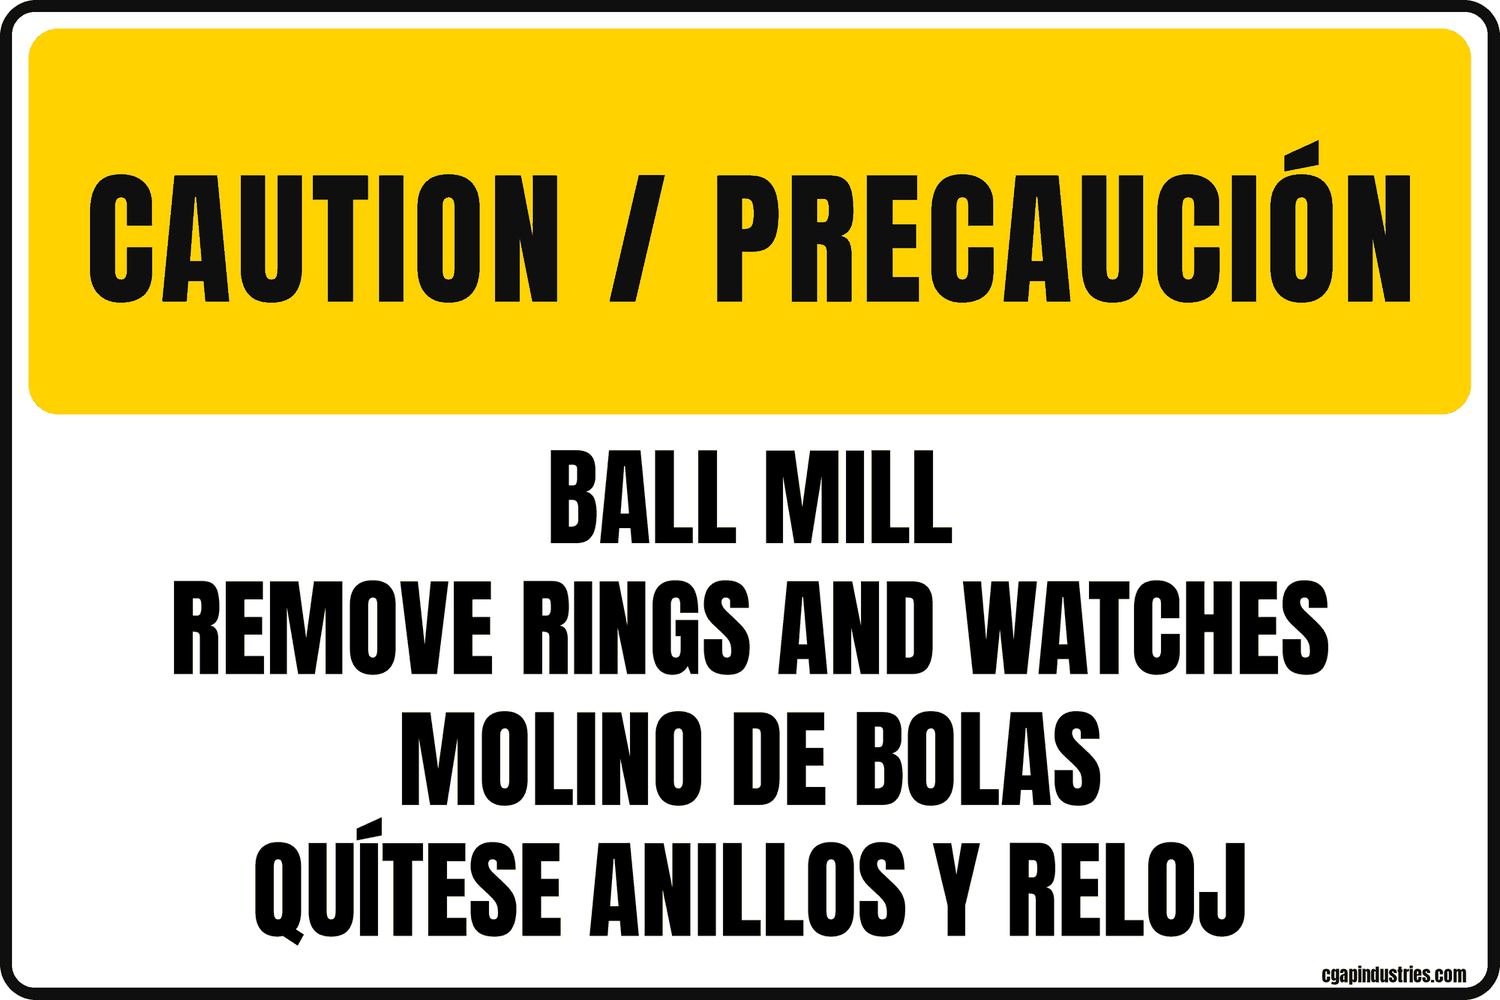 CAUTION / PRECAUCIÓN
BALL MILL
REMOVE RINGS AND WATCHES
MOLINO DE BOLAS
QUÍTESE ANILLOS Y RELOJ
cgapindustries.com